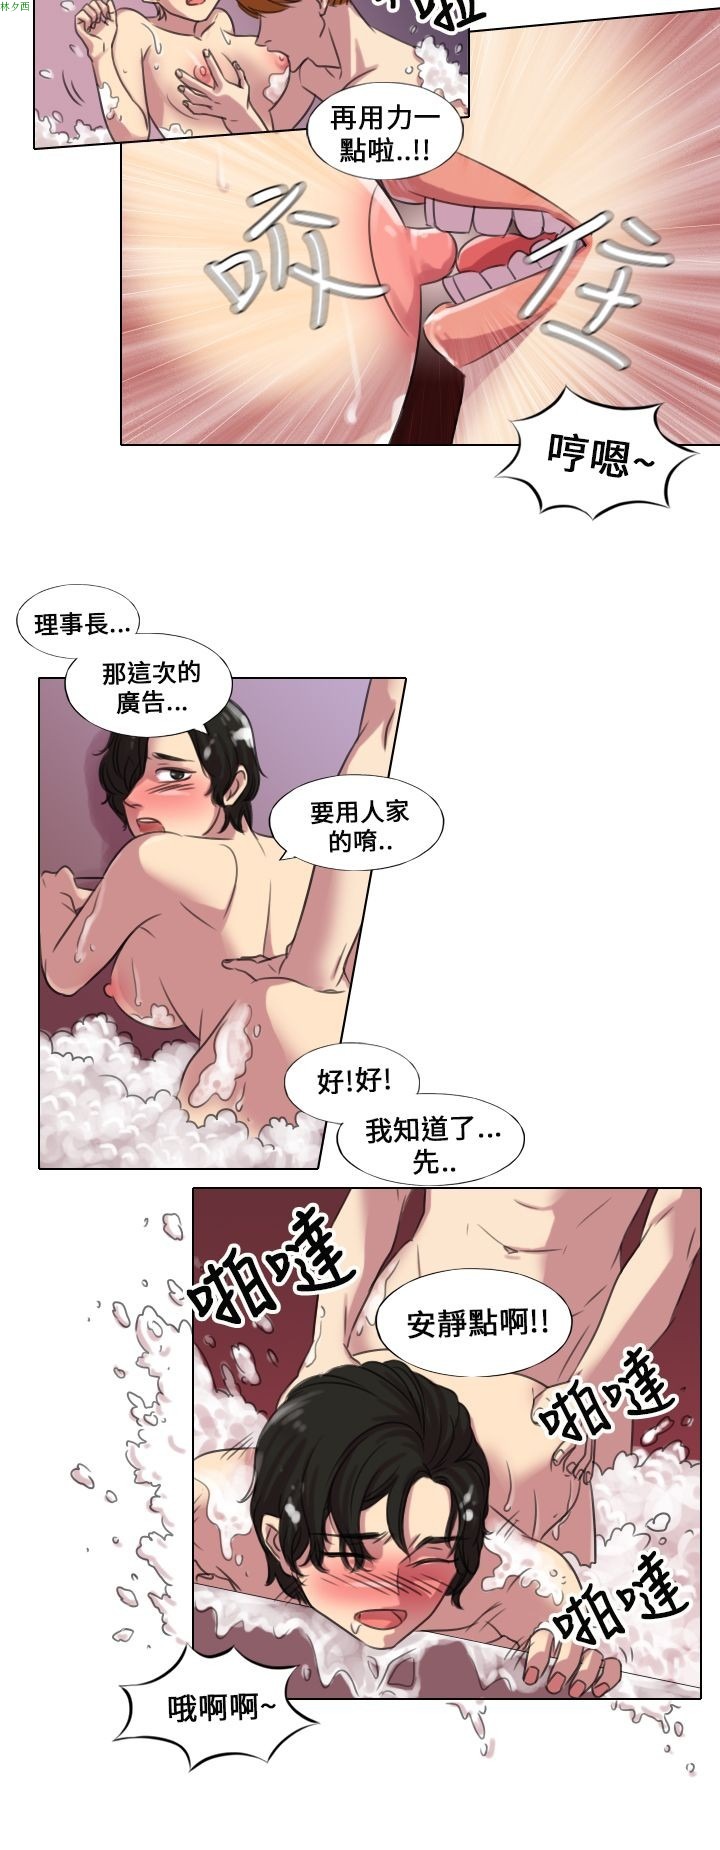 林夕西
啦
再用力一
點啦..!!
咬
住
哼嗯~
理事長...
那這次的
廣告...
要用人家
的唷..
好!好!
我知道了...
先..
啪噠
安靜點啊!!
啪噠
啪噠
哦啊啊~